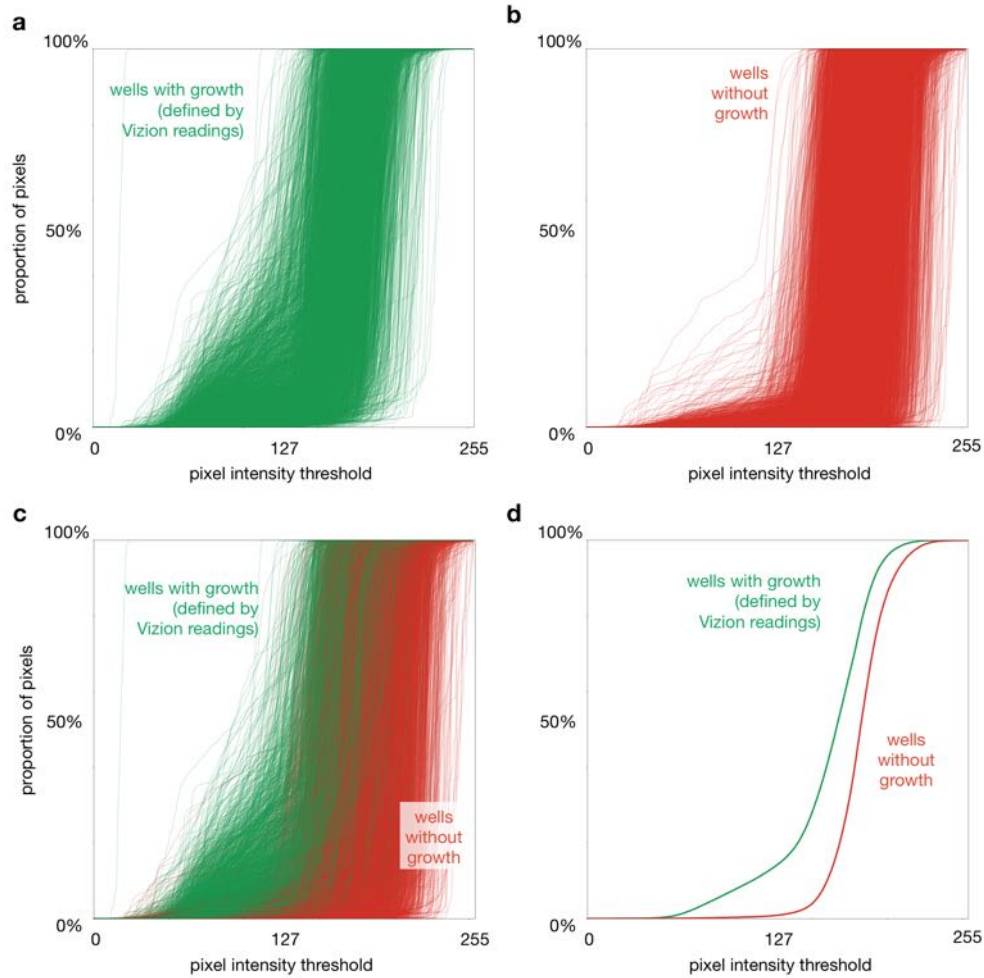 a
100%
wells with growth
(defined by
Vizion readings)
proportion of pixels
50%
0%
0
127
255
pixel intensity threshold
b
100%
wells
without
growth
50%
0%
0
127
255
pixel intensity threshold
c
100%
wells with growth
(defined by
Vizion readings)
proportion of pixels
50%
wells
without
growth
0%
0
127
255
pixel intensity threshold
d
100%
wells with growth
(defined by
Vizion readings)
50%
wells
without
growth
0%
0
127
255
pixel intensity threshold